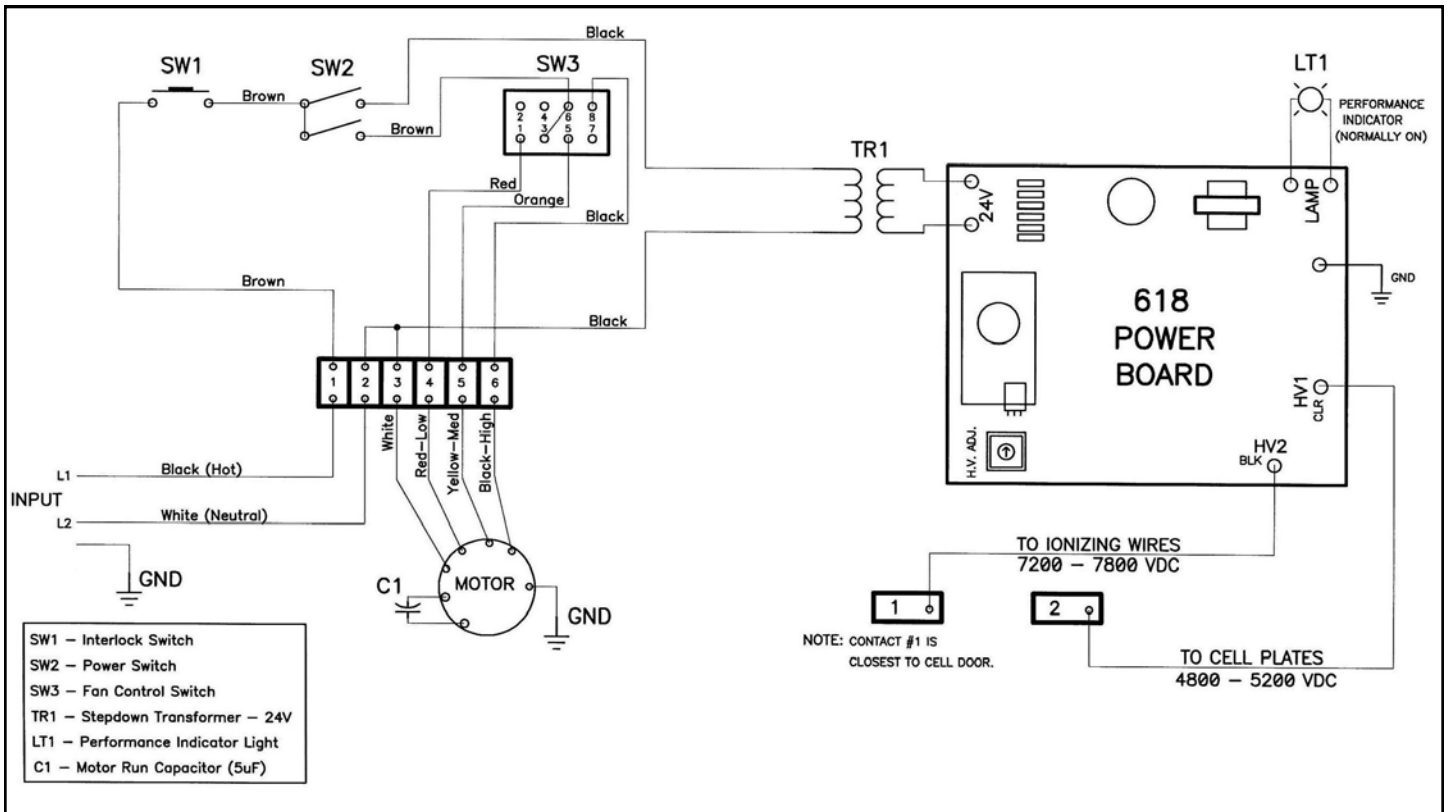 Black
SW1
SW2
SW3
Brown
Brown
2 4 6 8
1 3 5 7
LT1
PERFORMANCE
INDICATOR
(NORMALLY ON)
TR1
24V
LAMP
Red
Orange
Black
GND
Brown
Black
618
POWER
BOARD
1 2 3 4 5 6
HV1
CLR
H.V. ADJ.
HV2
BLK
White
Red-Low
Yellow-Med
Black-High
L1
Black (Hot)
INPUT
L2
White (Neutral)
GND
C1
MOTOR
GND
TO IONIZING WIRES
7200 - 7800 VDC
1
2
NOTE: CONTACT #1 IS
CLOSEST TO CELL DOOR.
TO CELL PLATES
4800 - 5200 VDC
SW1 - Interlock Switch
SW2 - Power Switch
SW3 - Fan Control Switch
TR1 - Stepdown Transformer - 24V
LT1 - Performance Indicator Light
C1 - Motor Run Capacitor (5uF)